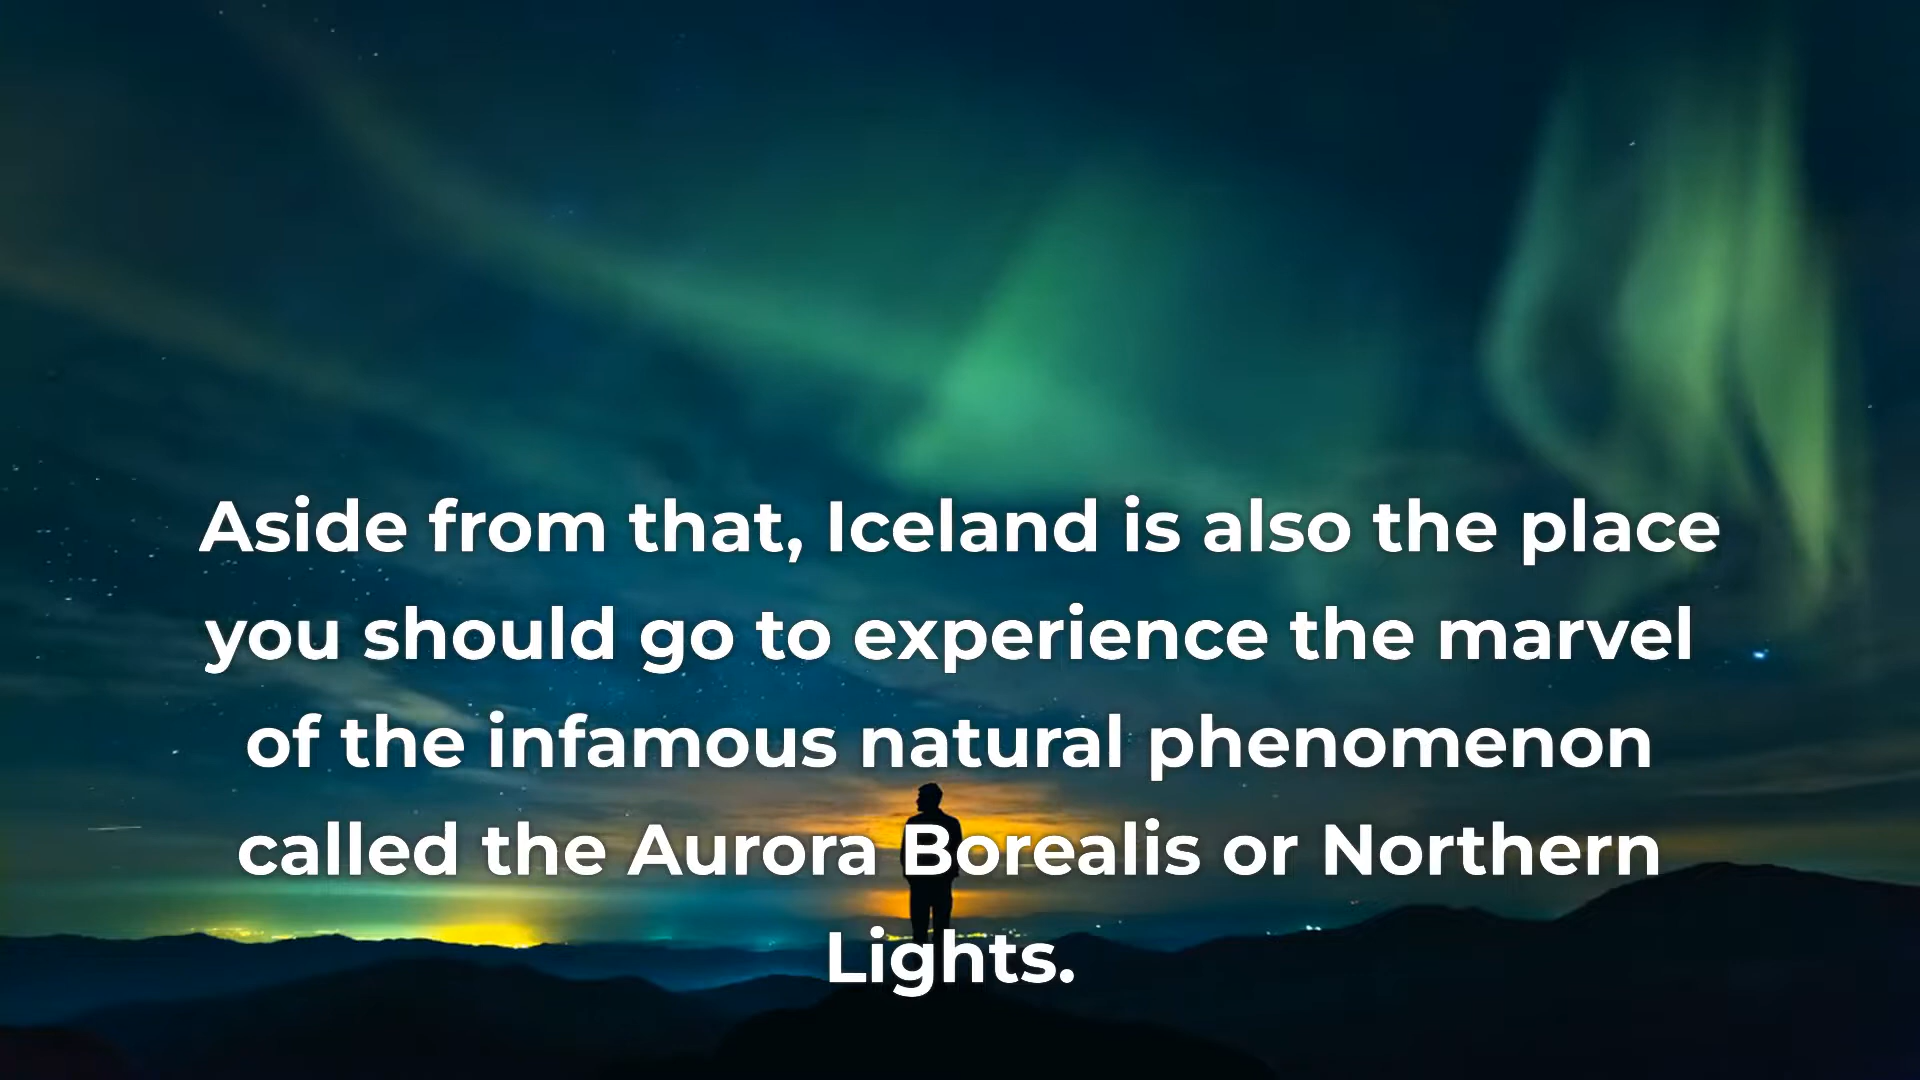 Aside from that, Iceland is also the place
you should go to experience the marvel
of the infamous natural phenomenon
called the Aurora Borealis or Northern
Lights.